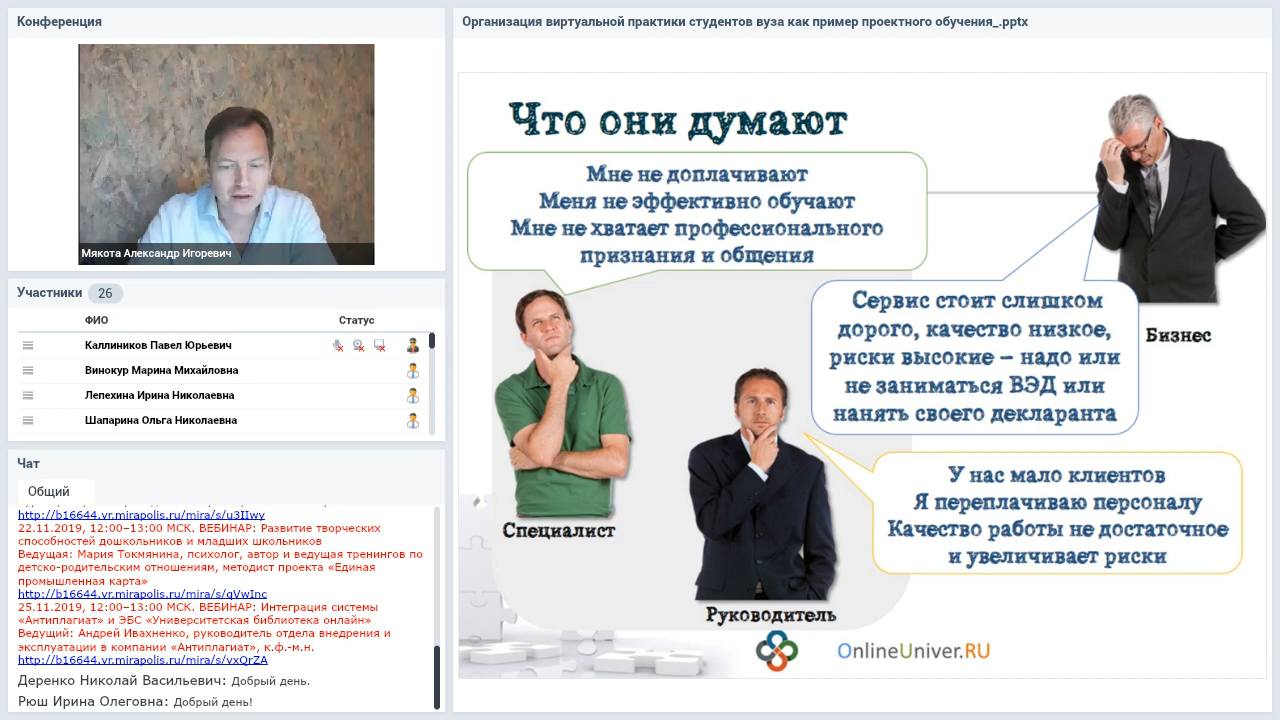 Конференция
Мякота Александр Игоревич
Участники 26
ФИО Статус
Каллиников Павел Юрьевич
Винокур Марина Михайловна
Лепехина Ирина Николаевна
Шапарина Ольга Николаевна
Чат
Общий
http://b16644.vr.mirapolis.ru/mira/s/u3IIwy
22.11.2019, 12:00–13:00 МСК. ВЕБИНАР: Развитие творческих
способностей дошкольников и младших школьников
Ведущая: Мария Токмянина, психолог, автор и ведущая тренингов по
детско-родительским отношениям, методист проекта «Единая
промышленная карта»
http://b16644.vr.mirapolis.ru/mira/s/qVwInc
25.11.2019, 12:00–13:00 МСК. ВЕБИНАР: Интеграция системы
«Антиплагиат» и ЭБС «Университетская библиотека онлайн»
Ведущий: Андрей Ивахненко, руководитель отдела внедрения и
эксплуатации в компании «Антиплагиат», к.ф.-м.н.
http://b16644.vr.mirapolis.ru/mira/s/vxQrZA
Деренко Николай Васильевич: Добрый день.
Рюш Ирина Олеговна: Добрый день!
Организация виртуальной практики студентов вуза как пример проектного обучения_.pptx
Что они думают
Мне не доплачивают
Меня не эффективно обучают
Мне не хватает профессионального
признания и общения
Сервис стоит слишком
дорого, качество низкое,
риски высокие – надо или
не заниматься ВЭД или
нанять своего декларанта
Бизнес
У нас мало клиентов
Я переплачиваю персоналу
Качество работы не достаточное
и увеличивает риски
Специалист
Руководитель
OnlineUniver.RU